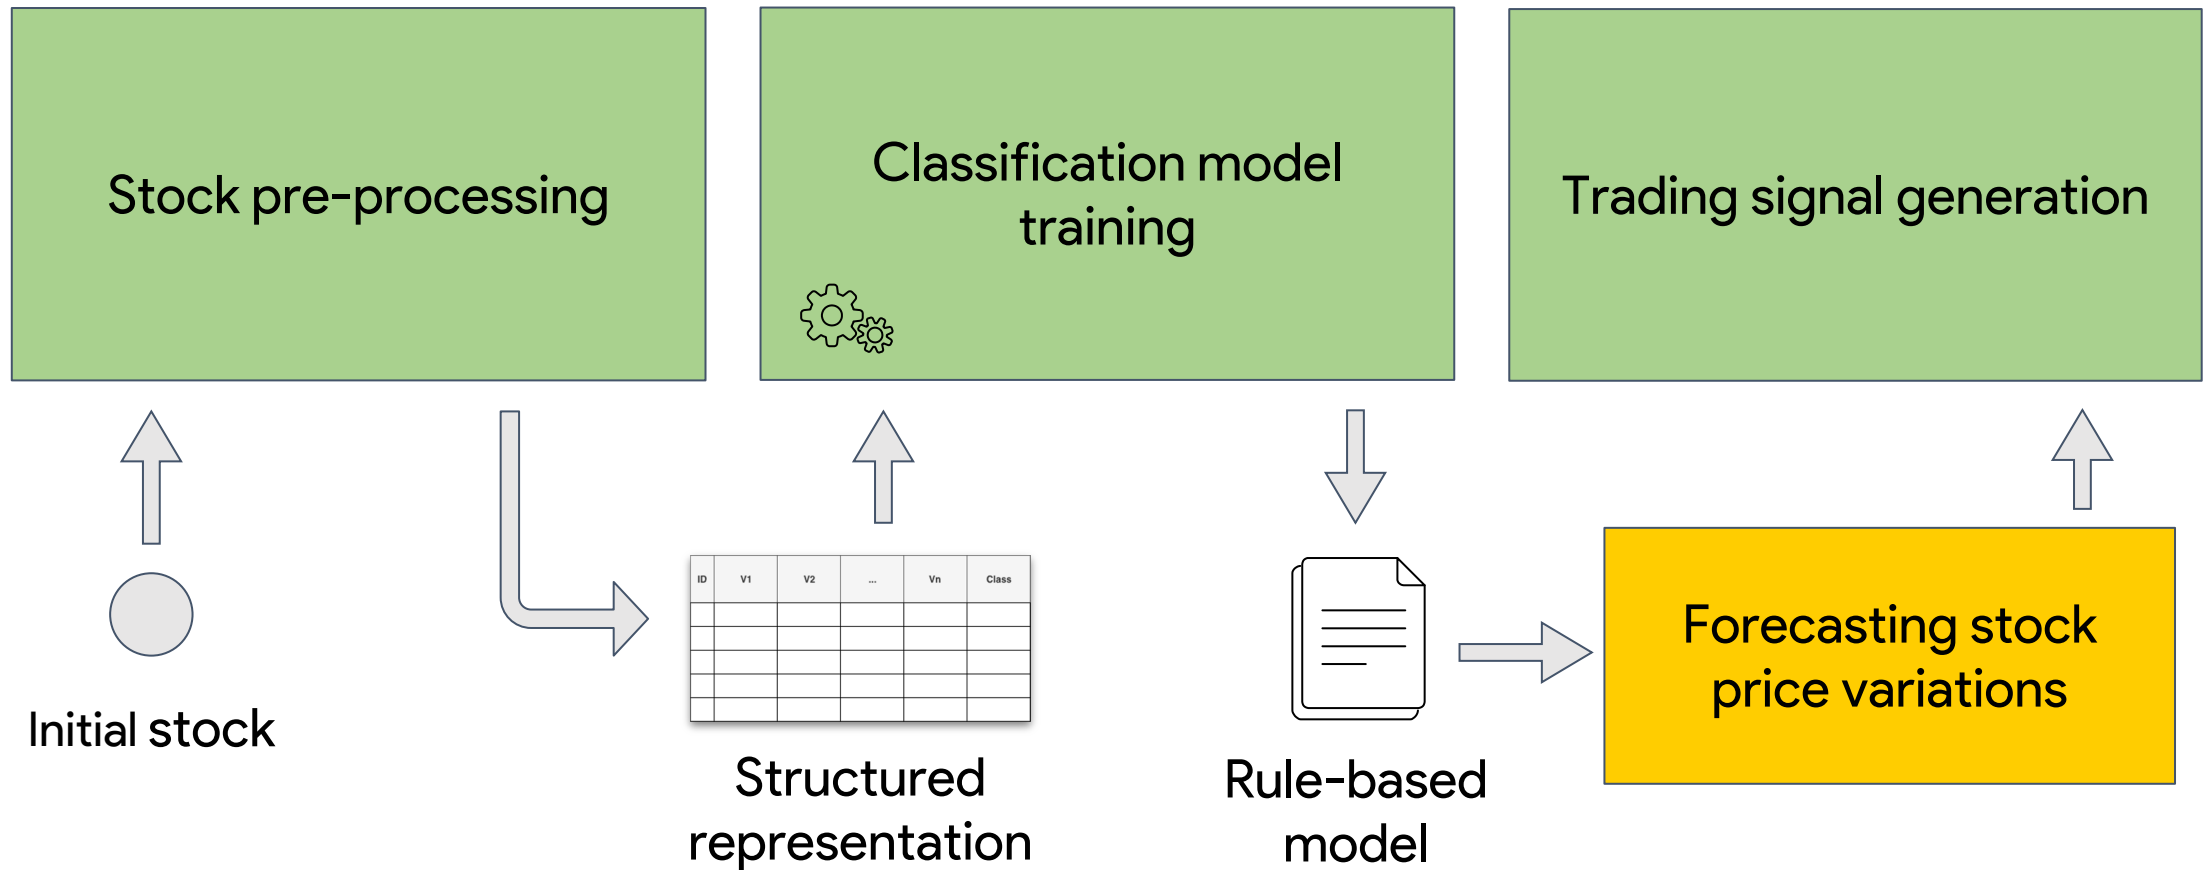 Stock pre-processing
Classification model
training
Trading signal generation
ID V1 V2 ... Vn Class
Forecasting stock
price variations
Initial stock
Structured
representation
Rule-based
model